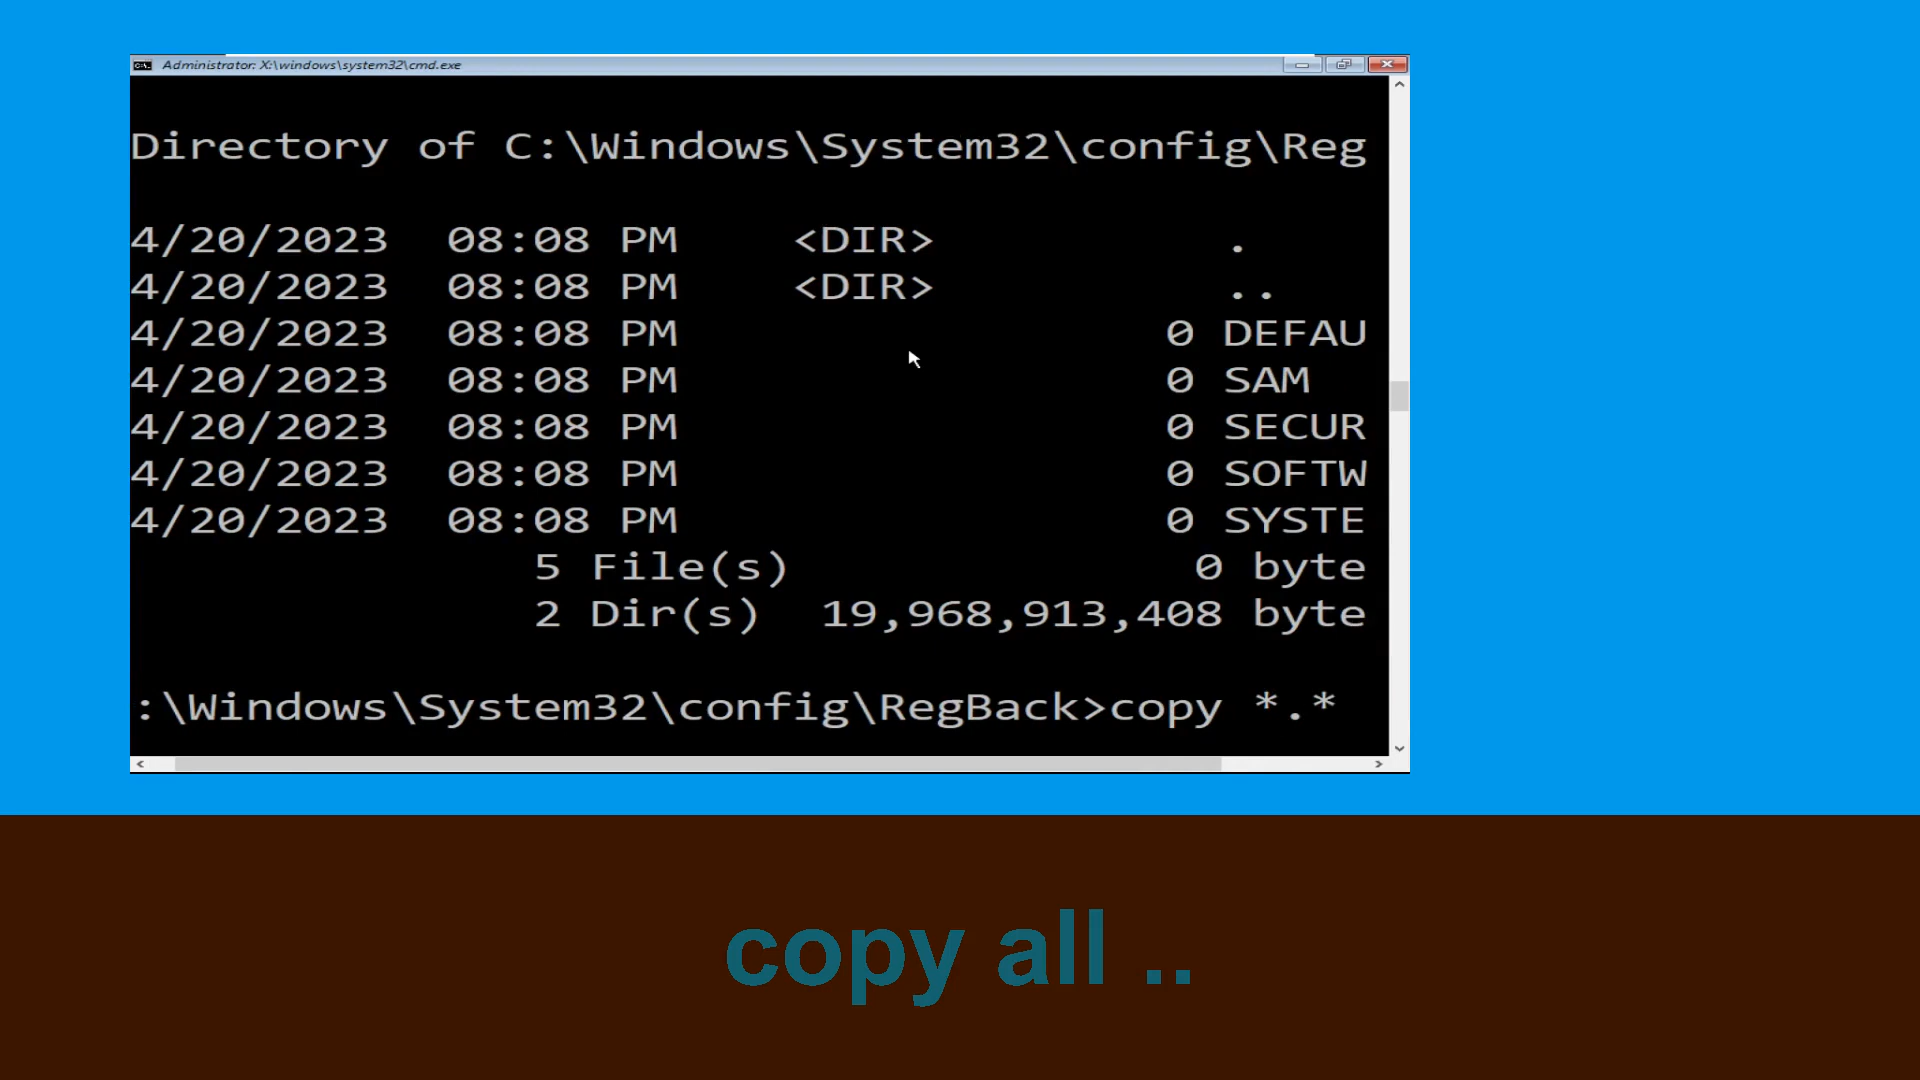 Administrator: X:\windows\system32\cmd.exe
Directory of C:\Windows\System32\config\Reg
4/20/2023 08:08 PM <DIR> .
4/20/2023 08:08 PM <DIR> ..
4/20/2023 08:08 PM 0 DEFAU
4/20/2023 08:08 PM 0 SAM
4/20/2023 08:08 PM 0 SECUR
4/20/2023 08:08 PM 0 SOFTW
4/20/2023 08:08 PM 0 SYSTE
5 File(s) 0 byte
2 Dir(s) 19,968,913,408 byte
:\Windows\System32\config\RegBack>copy *.*
copy all ..